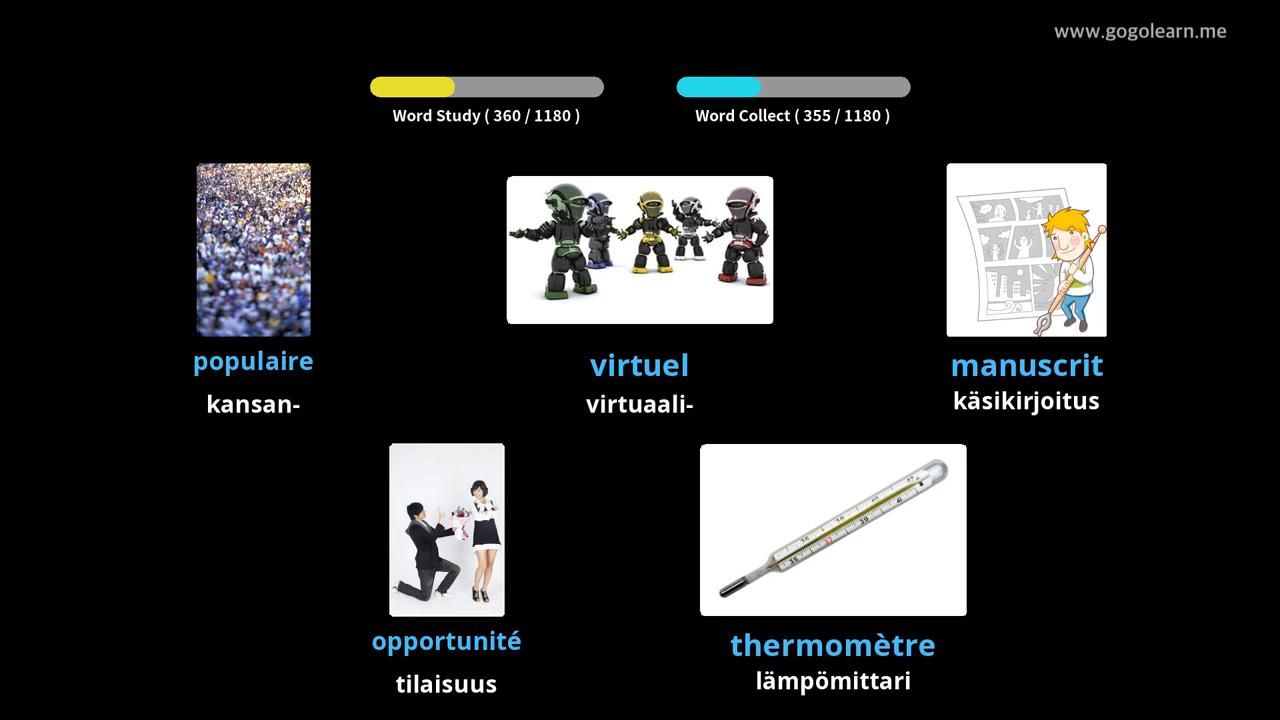 www.gogolearn.me
Word Study ( 360 / 1180 )
Word Collect ( 355 / 1180 )
populaire
kansan-
virtuel
virtuaali-
manuscrit
käsikirjoitus
opportunité
tilaisuus
thermomètre
lämpömittari